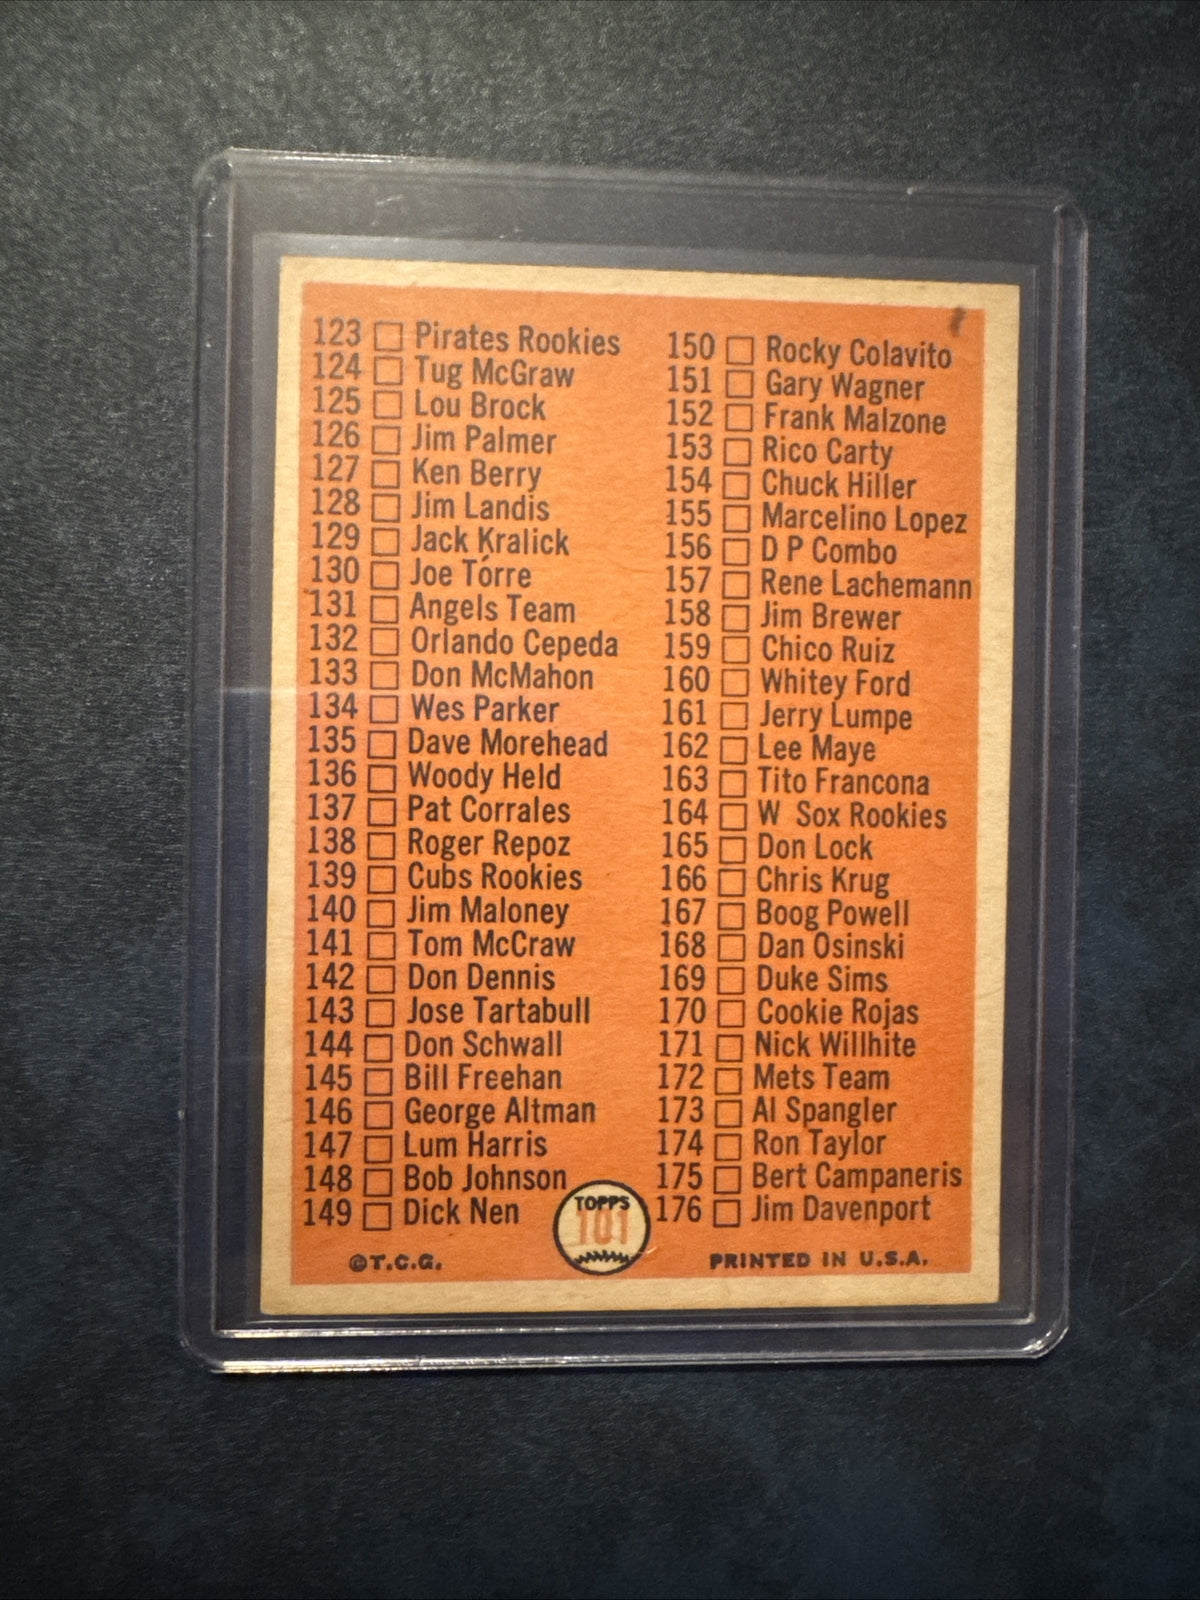 123 Pirates Rookies
124 Tug McGraw
125 Lou Brock
126 Jim Palmer
127 Ken Berry
128 Jim Landis
129 Jack Kralick
130 Joe Torre
131 Angels Team
132 Orlando Cepeda
133 Don McMahon
134 Wes Parker
135 Dave Morehead
136 Woody Held
137 Pat Corrales
138 Roger Repoz
139 Cubs Rookies
140 Jim Maloney
141 Tom McCraw
142 Don Dennis
143 Jose Tartabull
144 Don Schwall
145 Bill Freehan
146 George Altman
147 Lum Harris
148 Bob Johnson
149 Dick Nen
150 Rocky Colavito
151 Gary Wagner
152 Frank Malzone
153 Rico Carty
154 Chuck Hiller
155 Marcelino Lopez
156 D P Combo
157 Rene Lachemann
158 Jim Brewer
159 Chico Ruiz
160 Whitey Ford
161 Jerry Lumpe
162 Lee Maye
163 Tito Francona
164 W Sox Rookies
165 Don Lock
166 Chris Krug
167 Boog Powell
168 Dan Osinski
169 Duke Sims
170 Cookie Rojas
171 Nick Willhite
172 Mets Team
173 Al Spangler
174 Ron Taylor
175 Bert Campaneris
176 Jim Davenport
TOPPS
101
©T.C.G.
PRINTED IN U.S.A.